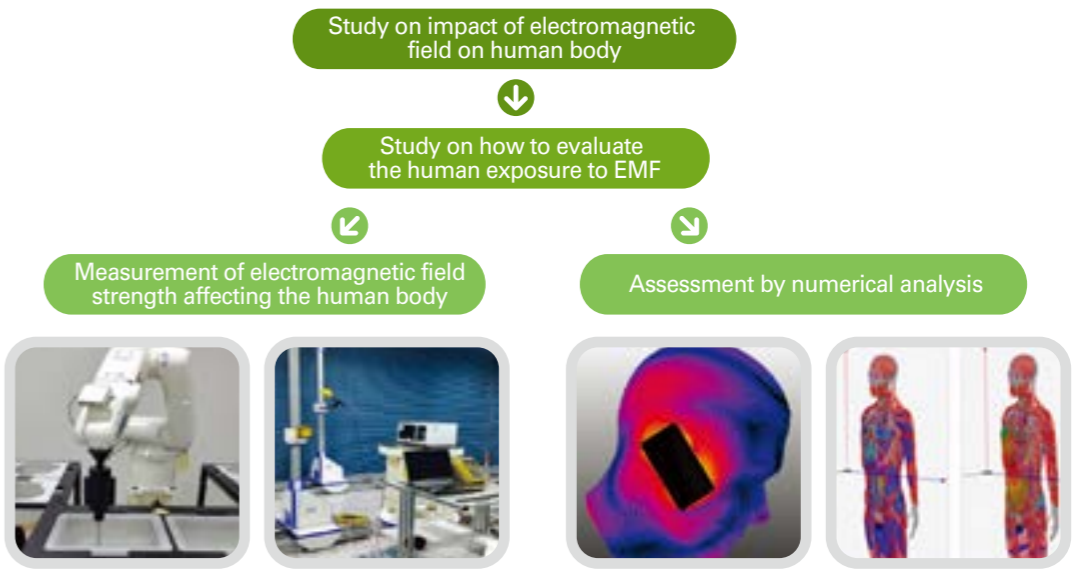 Study on impact of electromagnetic
field on human body
Study on how to evaluate
the human exposure to EMF
Measurement of electromagnetic field
strength affecting the human body
Assessment by numerical analysis